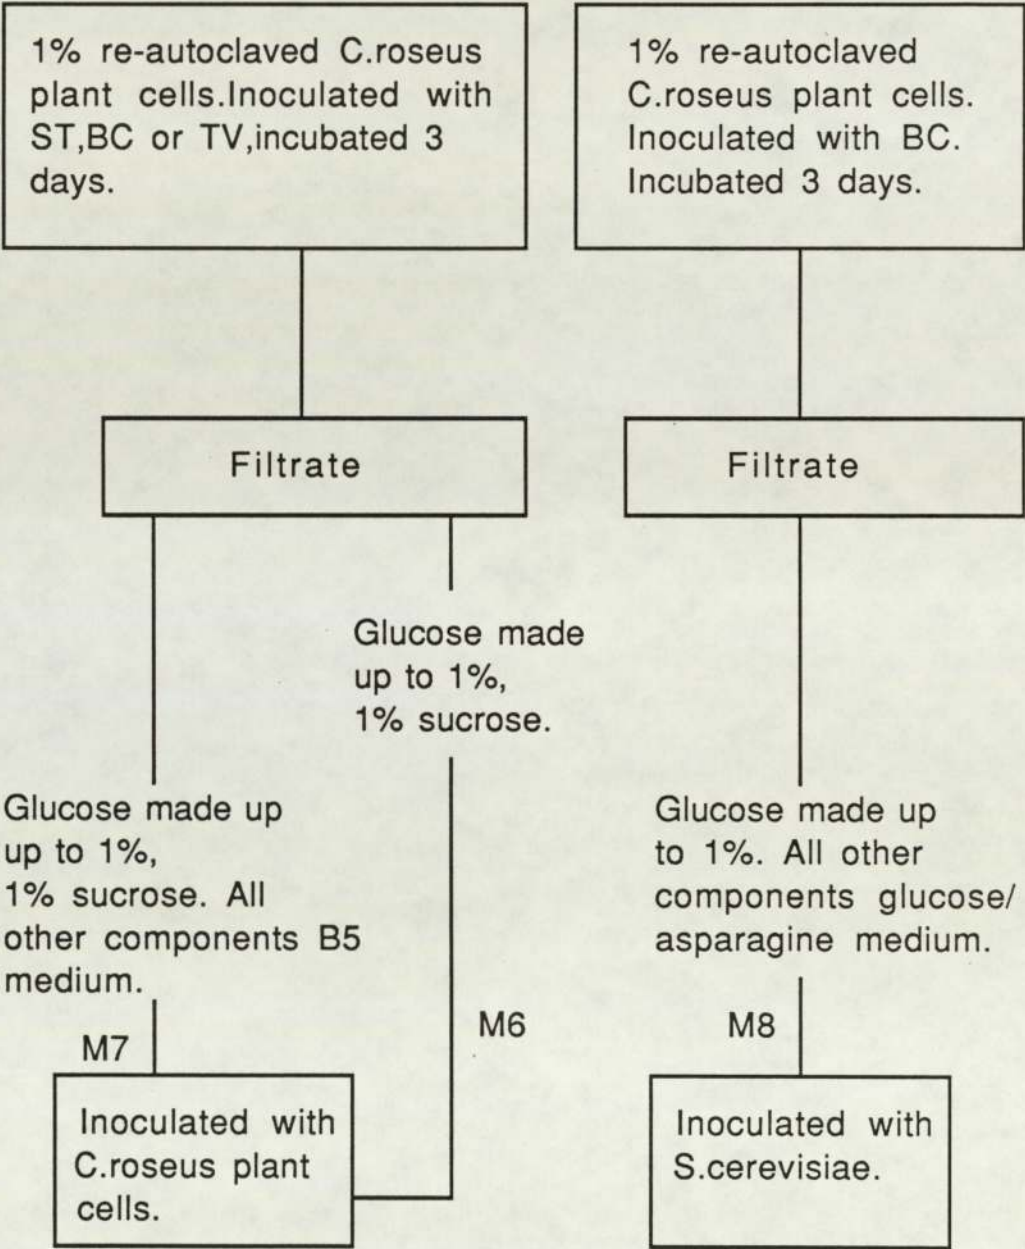 1% re-autoclaved C.roseus
plant cells.Inoculated with
ST,BC or TV,incubated 3
days.
1% re-autoclaved
C.roseus plant cells.
Inoculated with BC.
Incubated 3 days.
Filtrate
Filtrate
Glucose made
up to 1%,
1% sucrose.
Glucose made up
up to 1%,
1% sucrose. All
other components B5
medium.
Glucose made up
to 1%. All other
components glucose/
asparagine medium.
M7
M6
M8
Inoculated with
C.roseus plant
cells.
Inoculated with
S.cerevisiae.